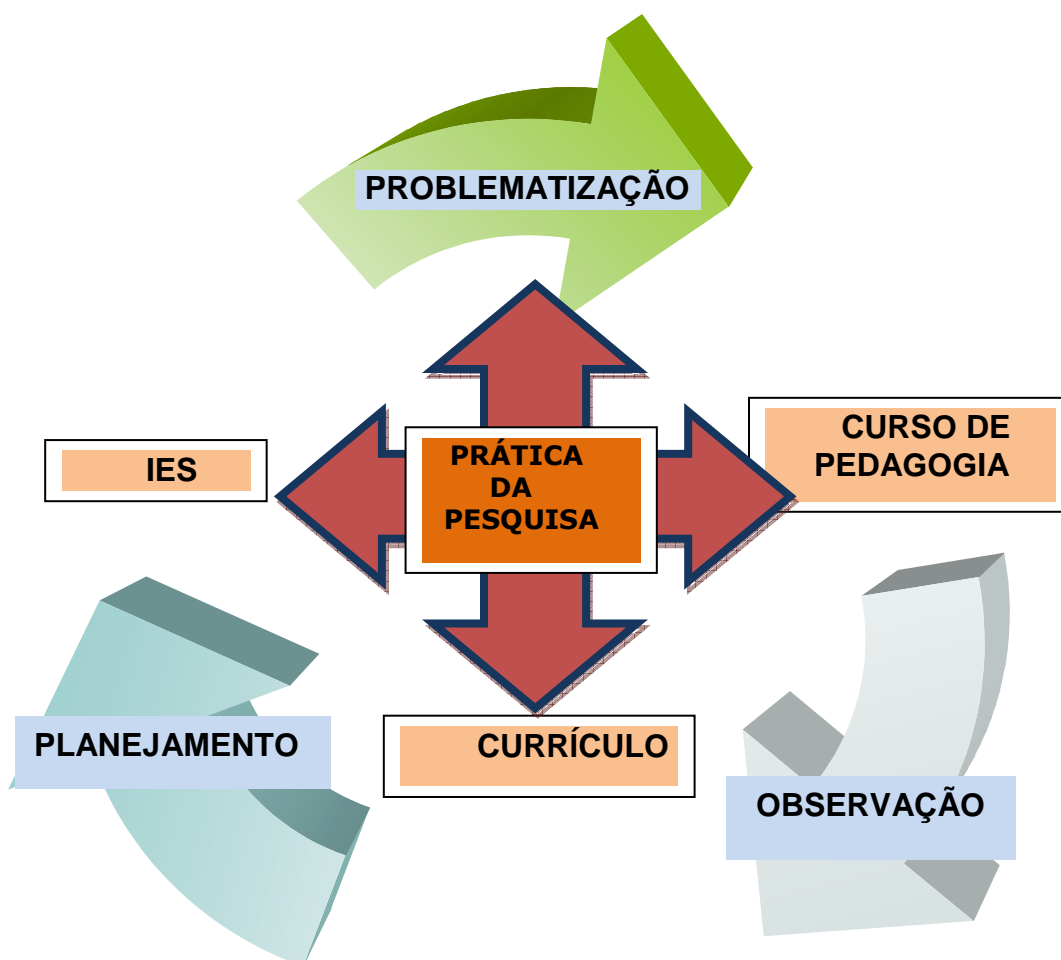 PROBLEMATIZAÇÃO
IES
PRÁTICA
DA
PESQUISA
CURSO DE
PEDAGOGIA
PLANEJAMENTO
CURRÍCULO
OBSERVAÇÃO